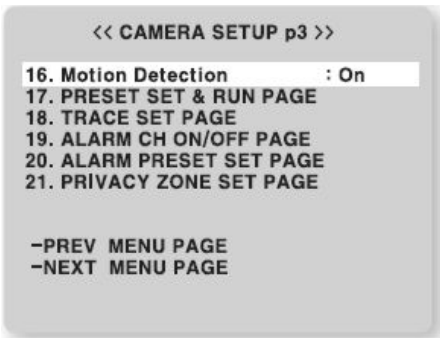 << CAMERA SETUP p3 >>
16. Motion Detection : On
17. PRESET SET & RUN PAGE
18. TRACE SET PAGE
19. ALARM CH ON/OFF PAGE
20. ALARM PRESET SET PAGE
21. PRIVACY ZONE SET PAGE
-PREV MENU PAGE
-NEXT MENU PAGE